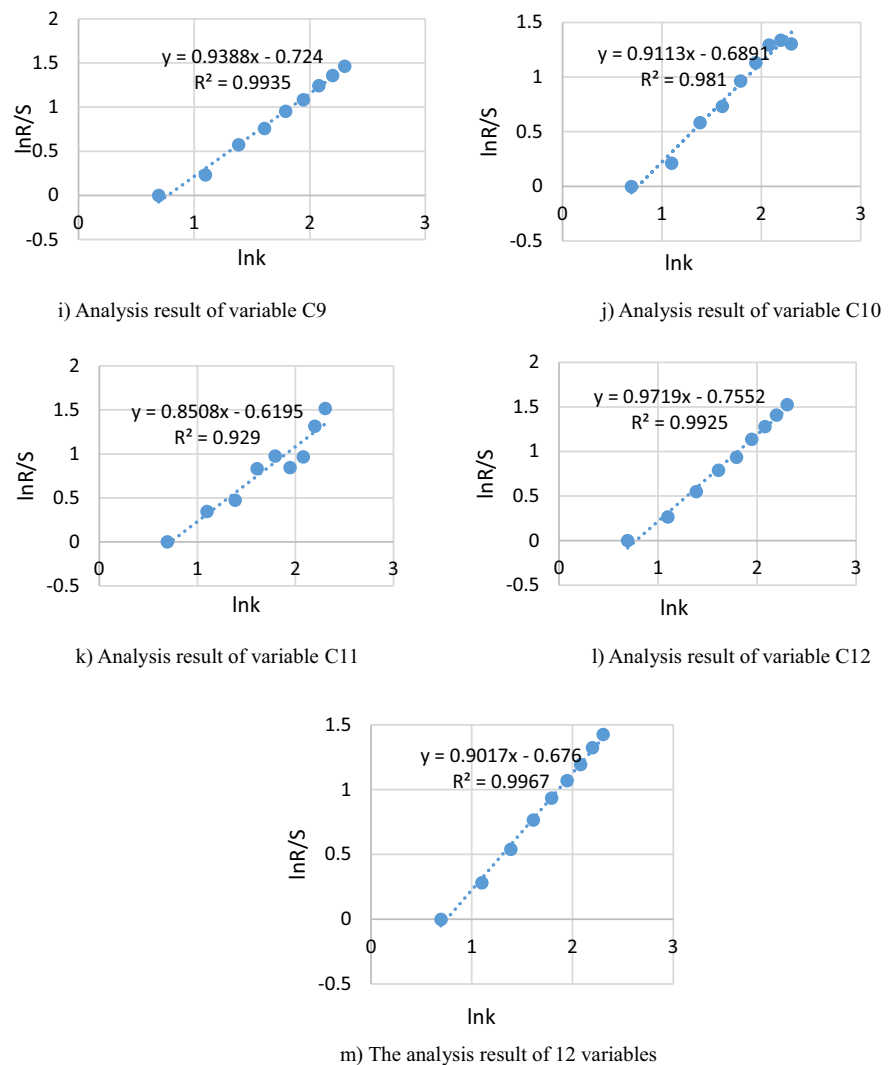 2
1.5
1
0.5
0
-0.5
lnR/S
y = 0.9388x - 0.724
R² = 0.9935
0 1 2 3
lnk
i) Analysis result of variable C9
2
1.5
1
0.5
0
-0.5
lnR/S
y = 0.9113x - 0.6891
R² = 0.981
0 1 2 3
lnk
j) Analysis result of variable C10
2
1.5
1
0.5
0
-0.5
lnR/S
y = 0.8508x - 0.6195
R² = 0.929
0 1 2 3
lnk
k) Analysis result of variable C11
2
1.5
1
0.5
0
-0.5
lnR/S
y = 0.9719x - 0.7552
R² = 0.9925
0 1 2 3
lnk
l) Analysis result of variable C12
1.5
1
0.5
0
-0.5
lnR/S
y = 0.9017x - 0.676
R² = 0.9967
0 1 2 3
lnk
m) The analysis result of 12 variables